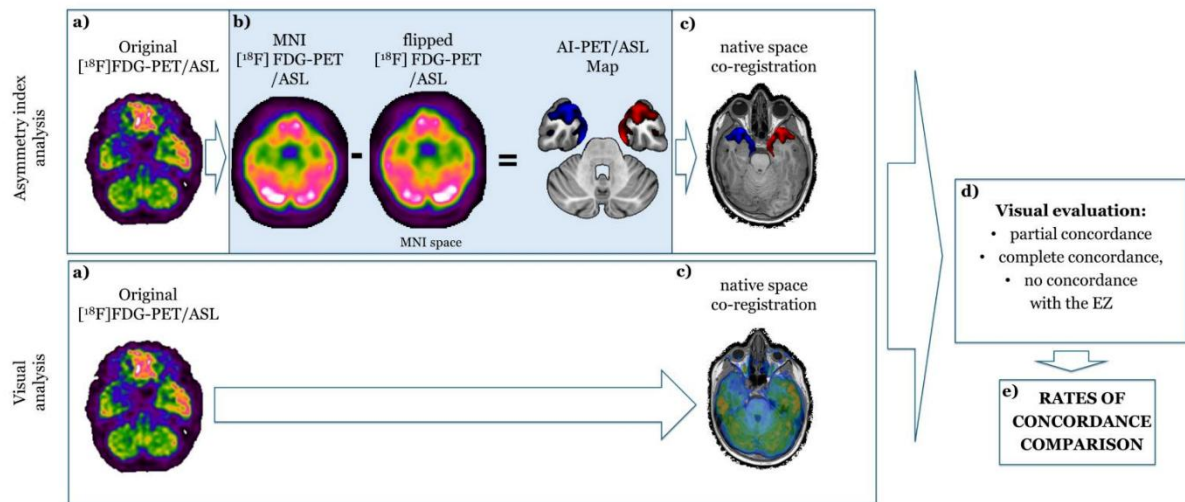 Asymmetry index
analysis
a)
Original
[¹⁸F]FDG-PET/ASL
b)
MNI
[¹⁸F] FDG-PET
/ASL
-
flipped
[¹⁸F] FDG-PET
/ASL
=
AI-PET/ASL
Map
MNI space
c)
native space
co-registration
Visual
analysis
a)
Original
[¹⁸F]FDG-PET/ASL
c)
native space
co-registration
d)
Visual evaluation:
• partial concordance
• complete concordance,
• no concordance
with the EZ
e)
RATES OF
CONCORDANCE
COMPARISON